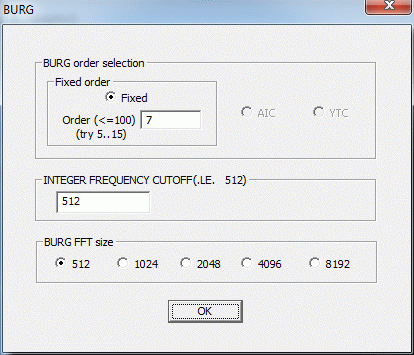 BURG
BURG order selection
Fixed order
Fixed
Order (<=100) 7
(try 5..15)
AIC
YTC
INTEGER FREQUENCY CUTOFF(.LE. 512)
512
BURG FFT size
512 1024 2048 4096 8192
OK